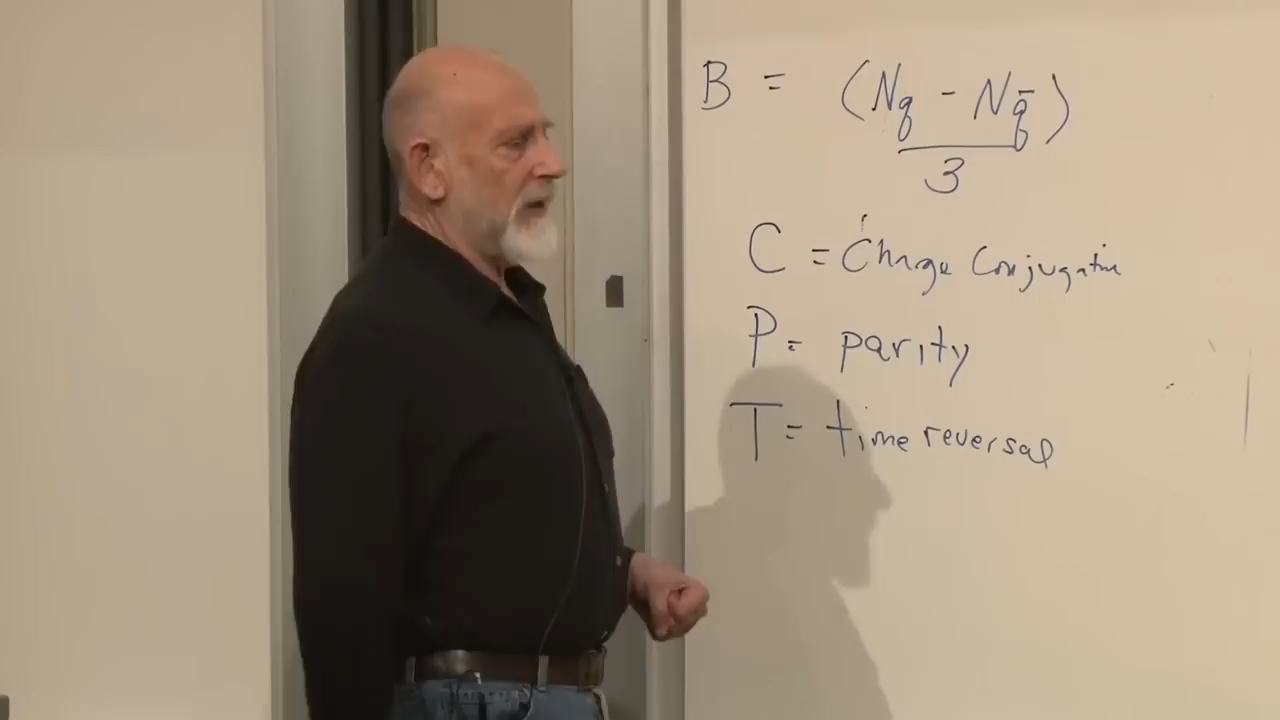 B = (Nq - Nq̄)
3
C = Charge Conjugation
P = parity
T = time reversal